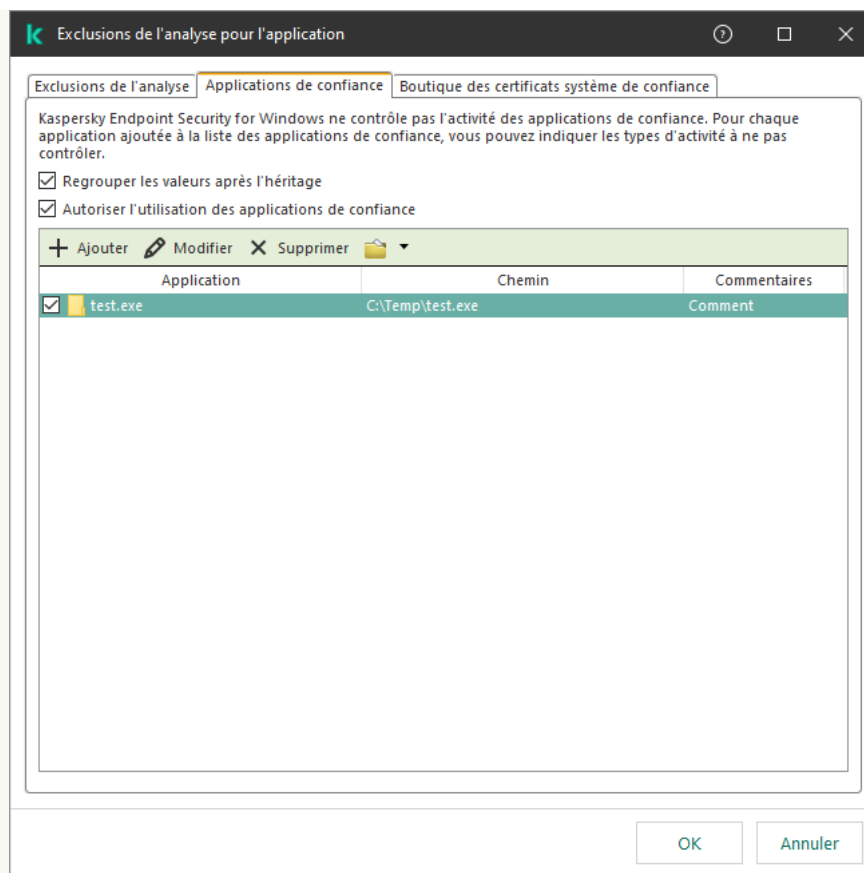 Exclusions de l'analyse pour l'application
Exclusions de l'analyse Applications de confiance Boutique des certificats système de confiance
Kaspersky Endpoint Security for Windows ne contrôle pas l'activité des applications de confiance. Pour chaque
application ajoutée à la liste des applications de confiance, vous pouvez indiquer les types d'activité à ne pas
contrôler.
Regrouper les valeurs après l'héritage
Autoriser l'utilisation des applications de confiance
Ajouter Modifier Supprimer
Application Chemin Commentaires
test.exe C:\Temp\test.exe Comment
OK Annuler